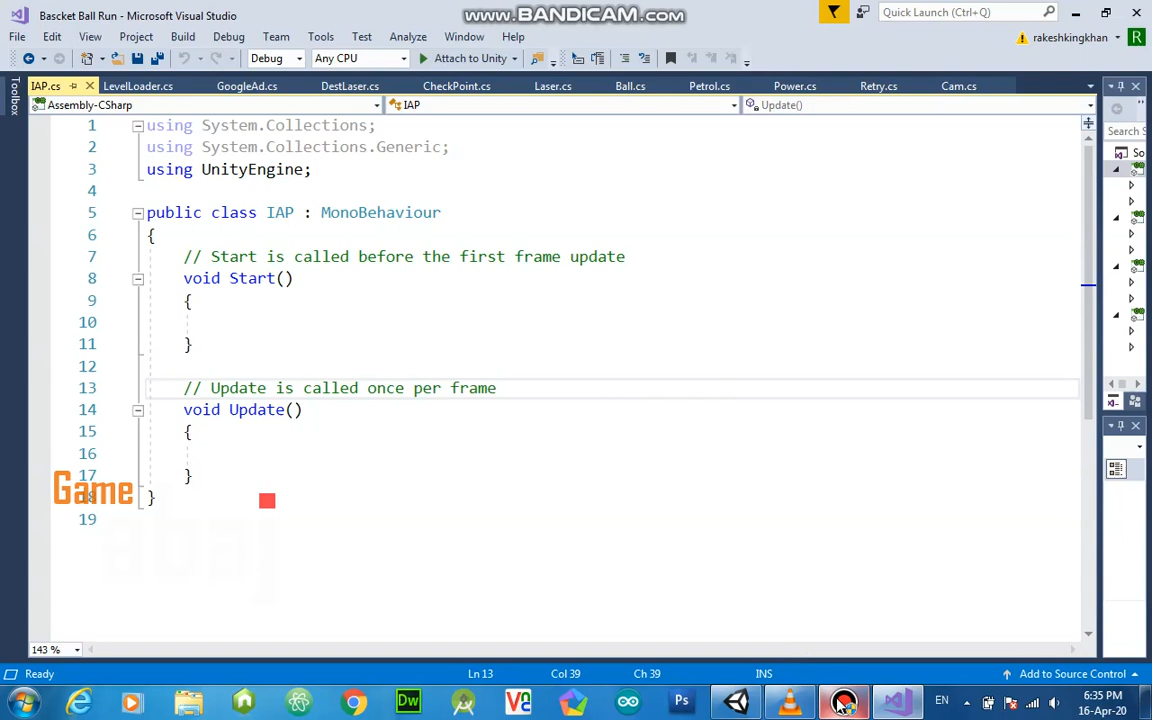 Bascket Ball Run - Microsoft Visual Studio
www.BANDICAM.com
Quick Launch (Ctrl+Q)
File Edit View Project Build Debug Team Tools Test Analyze Window Help
rakeshkingkhan R
Debug Any CPU Attach to Unity
Toolbox
IAP.cs LevelLoader.cs GoogleAd.cs DestLaser.cs CheckPoint.cs Laser.cs Ball.cs Petrol.cs Power.cs Retry.cs Cam.cs
Assembly-CSharp IAP Update()
Search S
So
1 using System.Collections;
2 using System.Collections.Generic;
3 using UnityEngine;
4
5 public class IAP : MonoBehaviour
6 {
7 // Start is called before the first frame update
8 void Start()
9 {
10
11 }
12
13 // Update is called once per frame
14 void Update()
15 {
16
17 }
Game
18 }
19
143 %
Ready Ln 13 Col 39 Ch 39 INS Add to Source Control
Dw Ps EN 6:35 PM
16-Apr-20